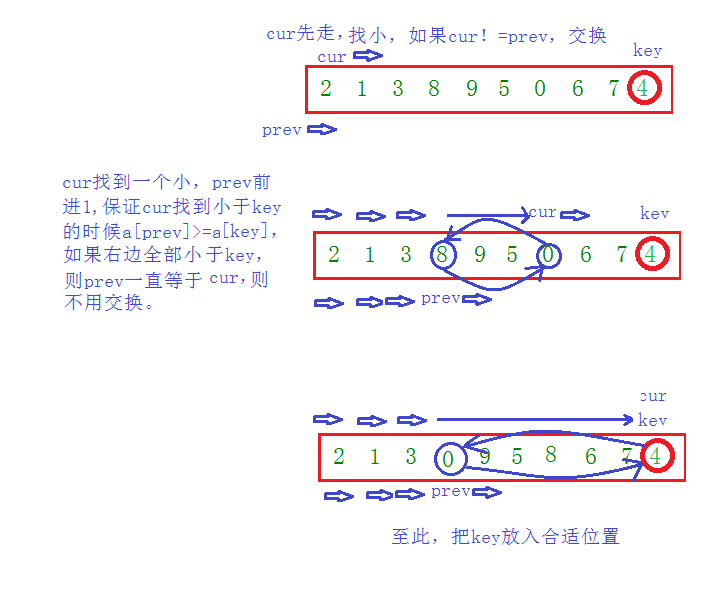 cur先走，找小，如果cur！=prev，交换
cur
key
2 1 3 8 9 5 0 6 7 4
prev
cur找到一个小，prev前
进1,保证cur找到小于key
的时候a[prev]>=a[key]，
如果右边全部小于key，
则prev一直等于 cur，则
不用交换。
cur
key
2 1 3 8 9 5 0 6 7 4
prev
cur
key
2 1 3 0 9 5 8 6 7 4
prev
至此，把key放入合适位置